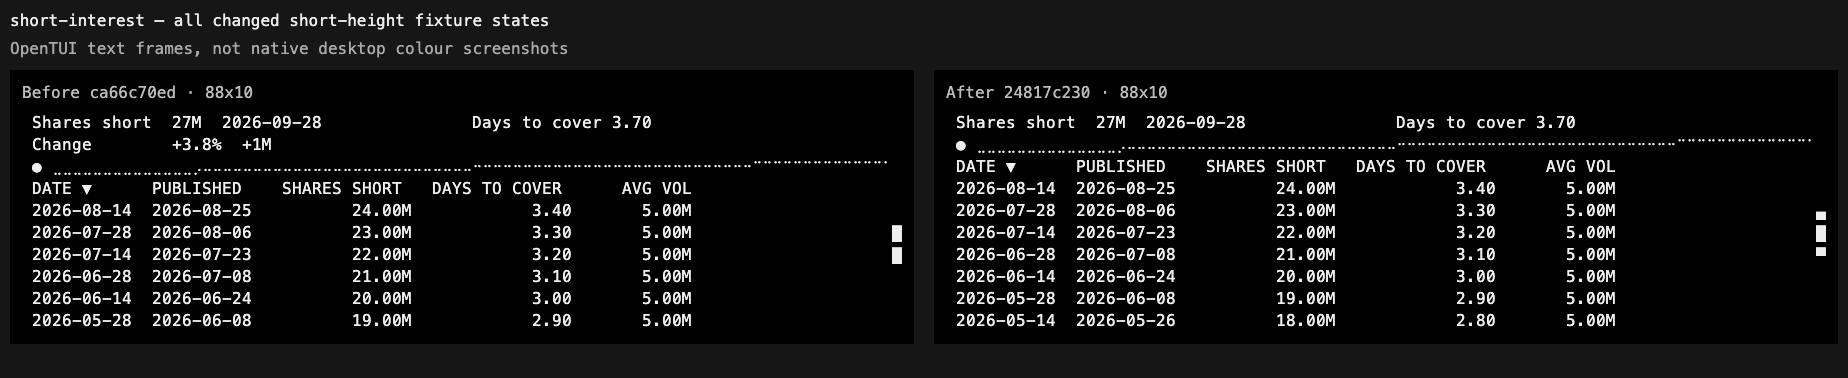 short-interest — all changed short-height fixture states
OpenTUI text frames, not native desktop colour screenshots
Before ca66c70ed · 88x10
Shares short 27M 2026-09-28 Days to cover 3.70
Change +3.8% +1M
DATE ▼ PUBLISHED SHARES SHORT DAYS TO COVER AVG VOL
2026-08-14 2026-08-25 24.00M 3.40 5.00M
2026-07-28 2026-08-06 23.00M 3.30 5.00M
2026-07-14 2026-07-23 22.00M 3.20 5.00M
2026-06-28 2026-07-08 21.00M 3.10 5.00M
2026-06-14 2026-06-24 20.00M 3.00 5.00M
2026-05-28 2026-06-08 19.00M 2.90 5.00M
After 24817c230 · 88x10
Shares short 27M 2026-09-28 Days to cover 3.70
DATE ▼ PUBLISHED SHARES SHORT DAYS TO COVER AVG VOL
2026-08-14 2026-08-25 24.00M 3.40 5.00M
2026-07-28 2026-08-06 23.00M 3.30 5.00M
2026-07-14 2026-07-23 22.00M 3.20 5.00M
2026-06-28 2026-07-08 21.00M 3.10 5.00M
2026-06-14 2026-06-24 20.00M 3.00 5.00M
2026-05-28 2026-06-08 19.00M 2.90 5.00M
2026-05-14 2026-05-26 18.00M 2.80 5.00M